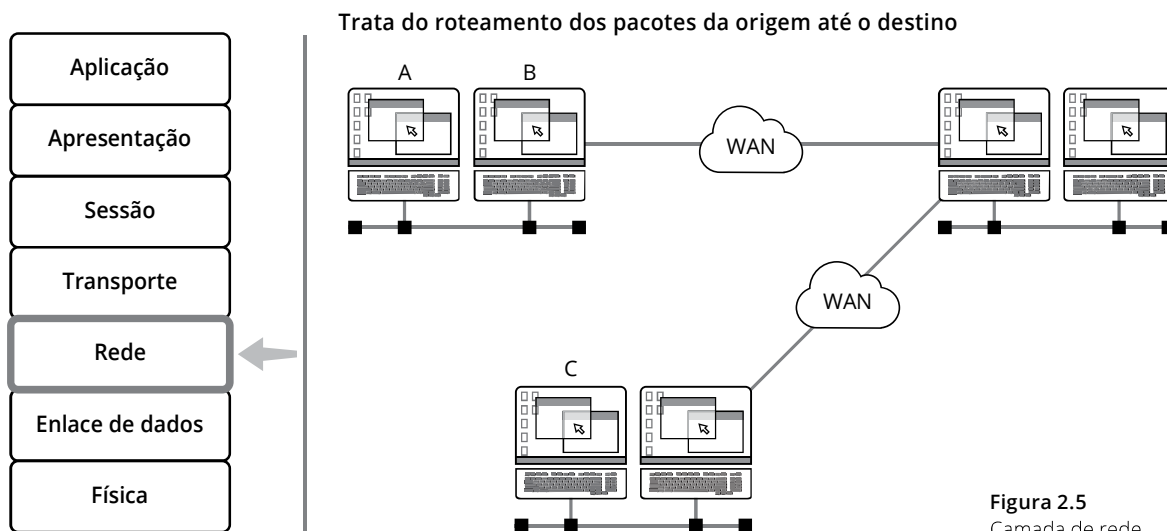 Trata do roteamento dos pacotes da origem até o destino
Aplicação
Apresentação
Sessão
Transporte
Rede
Enlace de dados
Física
A
B
WAN
WAN
C
Figura 2.5
Camada de rede